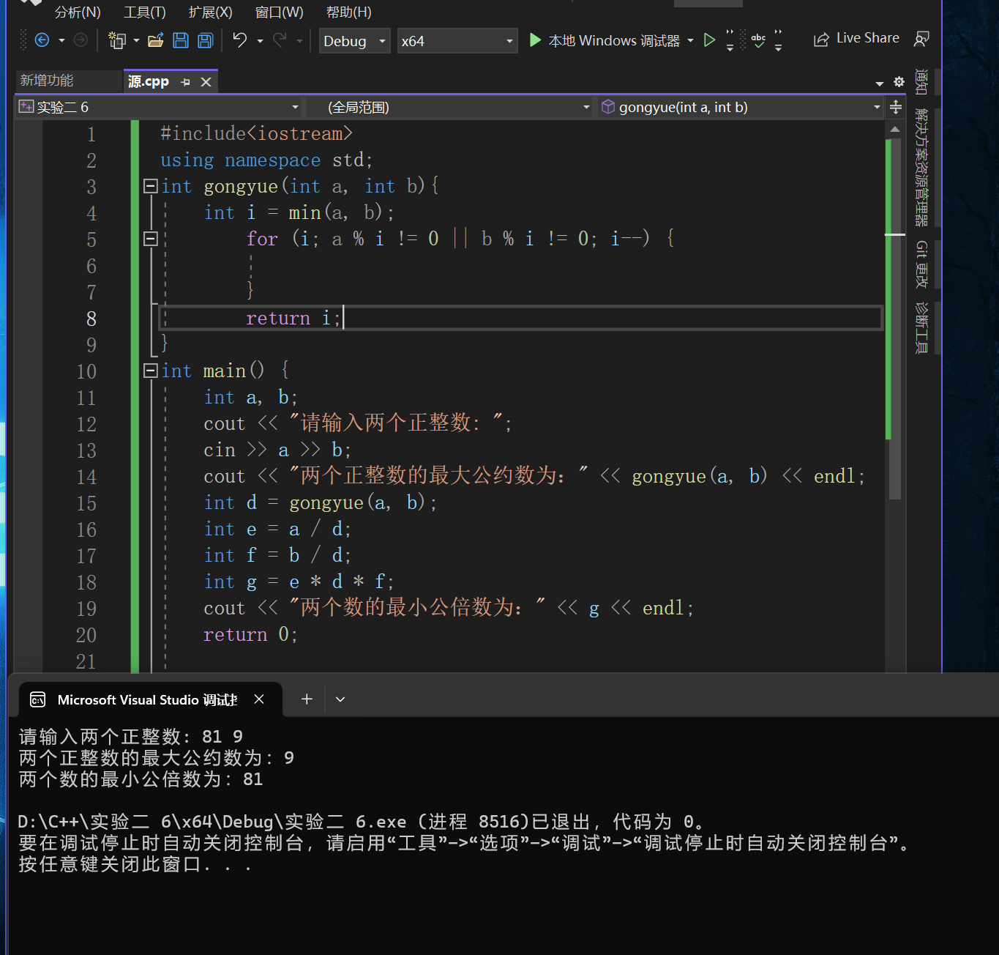 分析(N) 工具(T) 扩展(X) 窗口(W) 帮助(H)
Debug x64 本地 Windows 调试器 abc Live Share
新增功能 源.cpp
实验二 6 (全局范围) gongyue(int a, int b)
1 #include<iostream>
2 using namespace std;
3 int gongyue(int a, int b){
4 int i = min(a, b);
5 for (i; a % i != 0 || b % i != 0; i--) {
6
7 }
8 return i;
9 }
10 int main() {
11 int a, b;
12 cout << "请输入两个正整数: ";
13 cin >> a >> b;
14 cout << "两个正整数的最大公约数为: " << gongyue(a, b) << endl;
15 int d = gongyue(a, b);
16 int e = a / d;
17 int f = b / d;
18 int g = e * d * f;
19 cout << "两个数的最小公倍数为: " << g << endl;
20 return 0;
21
通知
解决方案资源管理器
Git 更改
诊断工具
Microsoft Visual Studio 调试
请输入两个正整数: 81 9
两个正整数的最大公约数为: 9
两个数的最小公倍数为: 81
D:\C++\实验二 6\x64\Debug\实验二 6.exe (进程 8516)已退出，代码为 0。
要在调试停止时自动关闭控制台，请启用“工具”->“选项”->“调试”->“调试停止时自动关闭控制台”。
按任意键关闭此窗口. . .